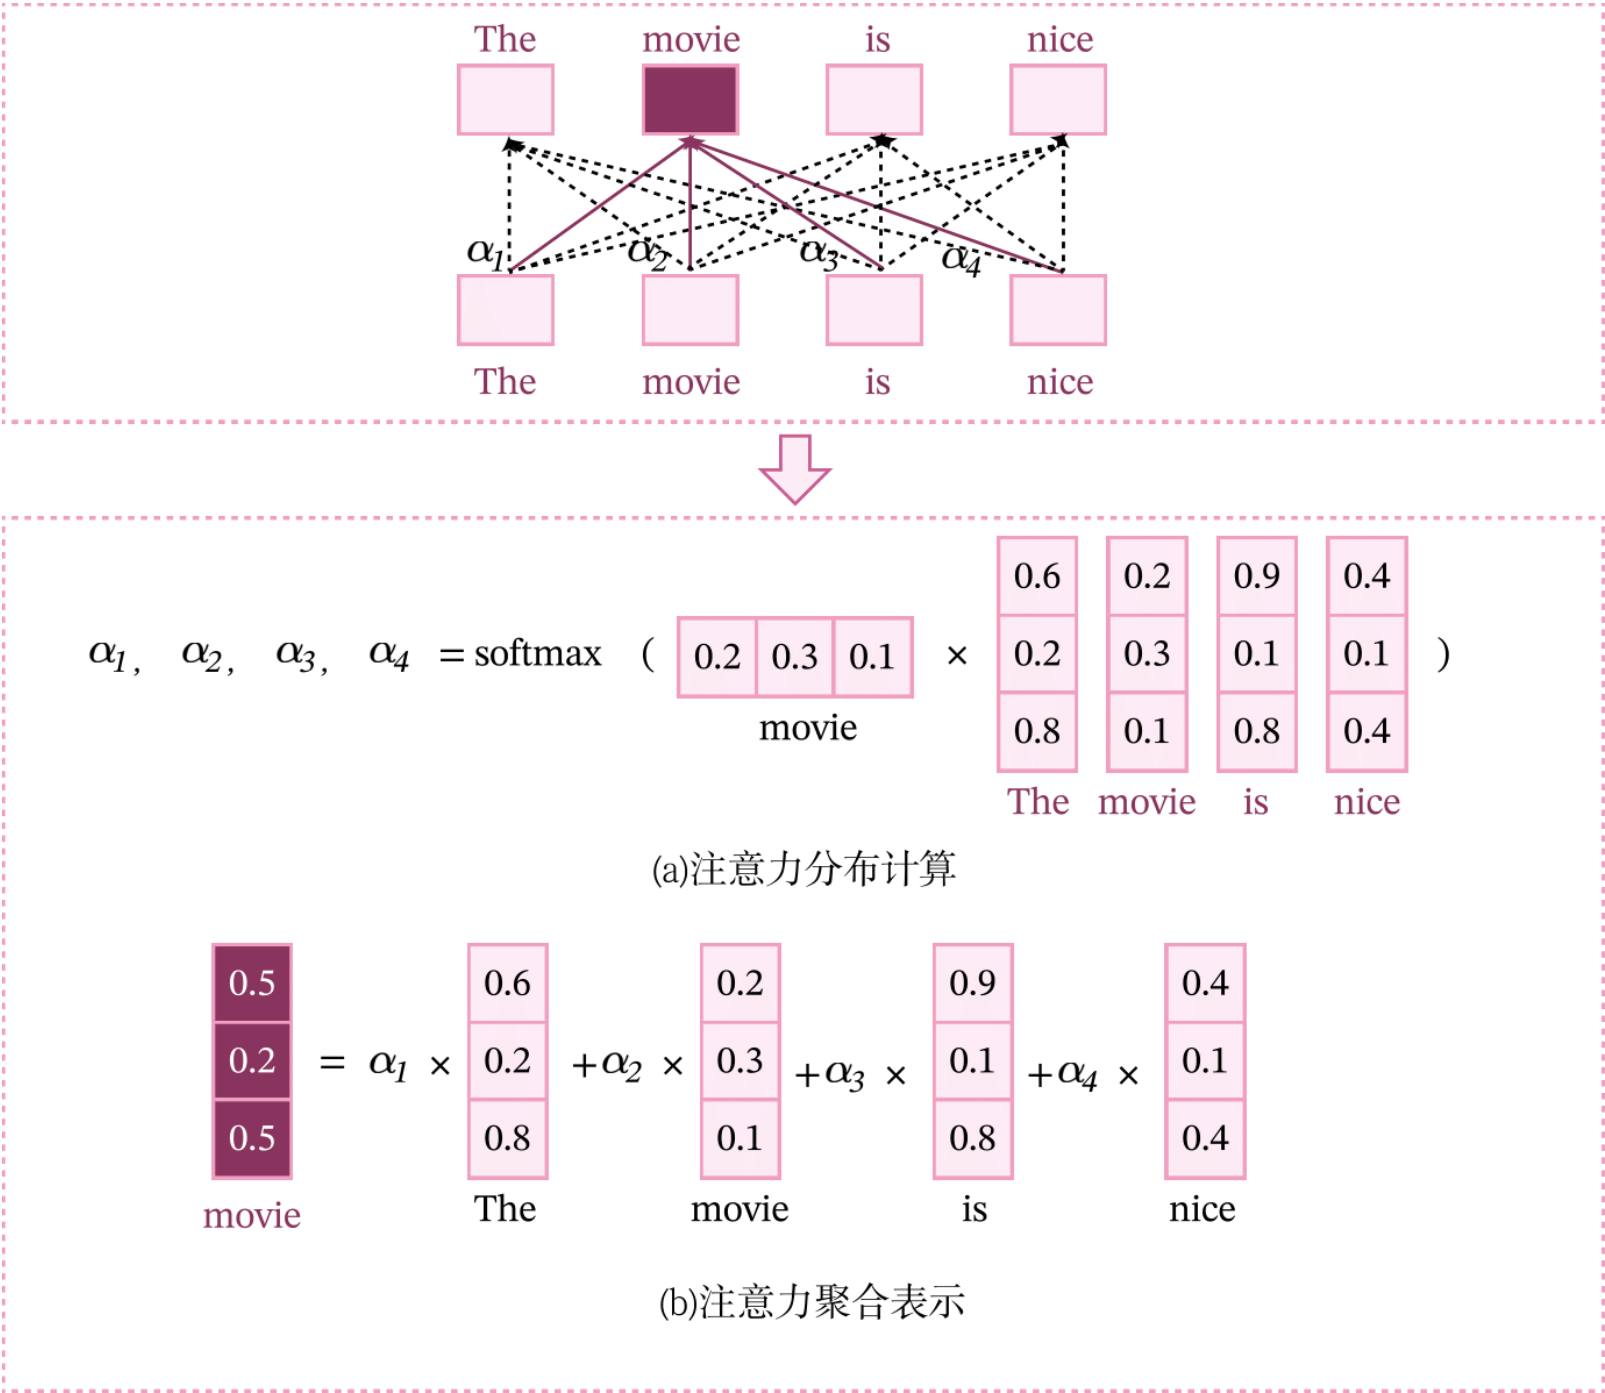 The movie is nice
α1 α2 α3 α4
The movie is nice
0.6 0.2 0.9 0.4
α1, α2, α3, α4 = softmax ( 0.2 0.3 0.1 × 0.2 0.3 0.1 0.1 )
movie
0.8 0.1 0.8 0.4
The movie is nice
(a)注意力分布计算
0.5 0.6 0.2 0.9 0.4
0.2 = α1 × 0.2 +α2 × 0.3 +α3 × 0.1 +α4 × 0.1
0.5 0.8 0.1 0.8 0.4
movie The movie is nice
(b)注意力聚合表示